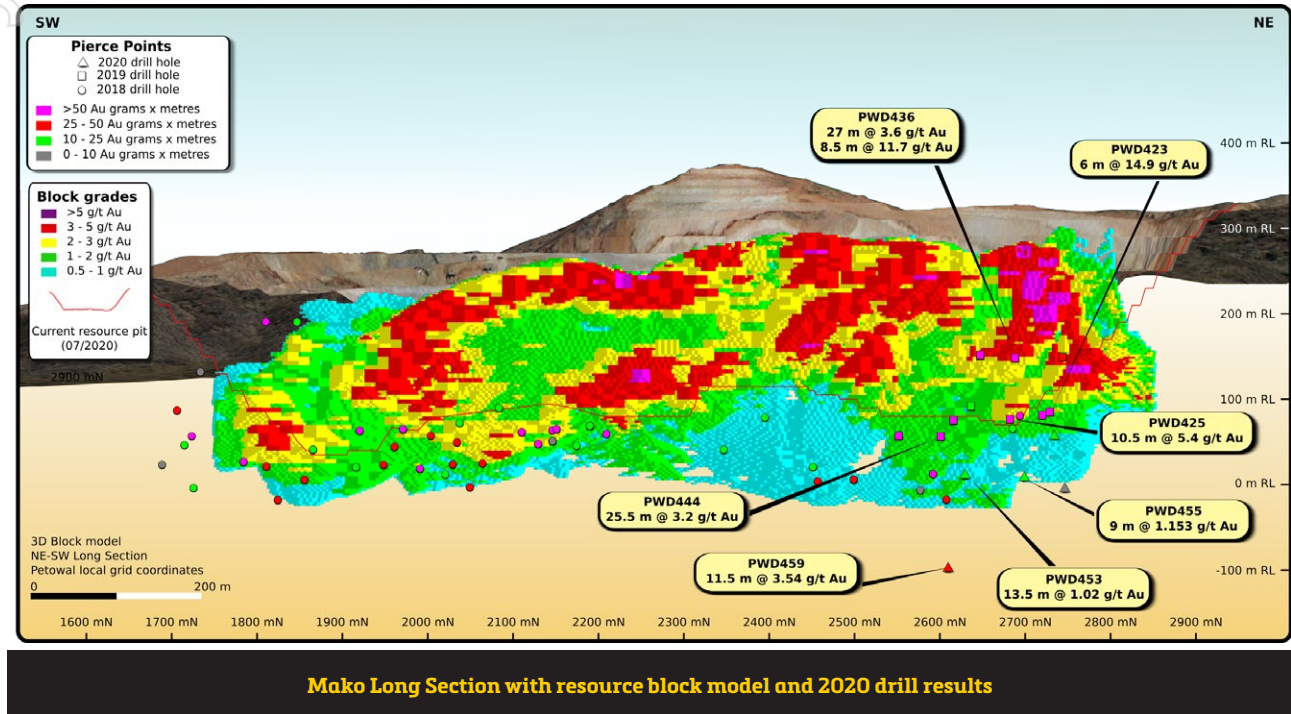 SW
NE
Pierce Points
2020 drill hole
2019 drill hole
2018 drill hole
>50 Au grams x metres
25 - 50 Au grams x metres
10 - 25 Au grams x metres
0 - 10 Au grams x metres
Block grades
>5 g/t Au
3 - 5 g/t Au
2 - 3 g/t Au
1 - 2 g/t Au
0.5 - 1 g/t Au
Current resource pit
(07/2020)
2900 mN
PWD436
27 m @ 3.6 g/t Au
8.5 m @ 11.7 g/t Au
PWD423
6 m @ 14.9 g/t Au
400 m RL
300 m RL
200 m RL
100 m RL
0 m RL
-100 m RL
PWD425
10.5 m @ 5.4 g/t Au
PWD444
25.5 m @ 3.2 g/t Au
PWD455
9 m @ 1.153 g/t Au
PWD459
11.5 m @ 3.54 g/t Au
PWD453
13.5 m @ 1.02 g/t Au
3D Block model
NE-SW Long Section
Petowal local grid coordinates
0 200 m
1600 mN 1700 mN 1800 mN 1900 mN 2000 mN 2100 mN 2200 mN 2300 mN 2400 mN 2500 mN 2600 mN 2700 mN 2800 mN 2900 mN
Mako Long Section with resource block model and 2020 drill results